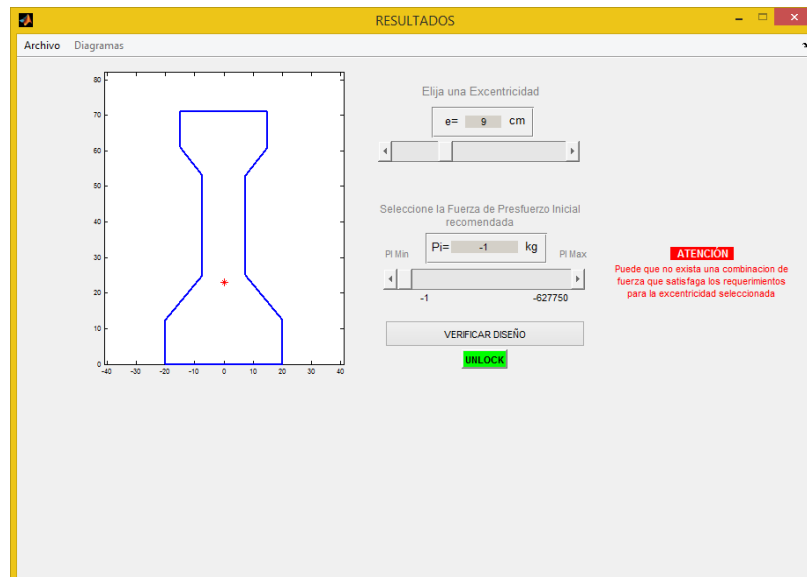 RESULTADOS
Archivo Diagramas
80
70
60
50
40
30
20
10
0
-40 -30 -20 -10 0 10 20 30 40
Elija una Excentricidad
e= 9 cm
Seleccione la Fuerza de Presfuerzo Inicial
recomendada
PI Min Pi= -1 kg PI Max
-1 -627750
VERIFICAR DISEÑO
UNLOCK
ATENCIÓN
Puede que no exista una combinacion de
fuerza que satisfaga los requerimientos
para la excentricidad seleccionada